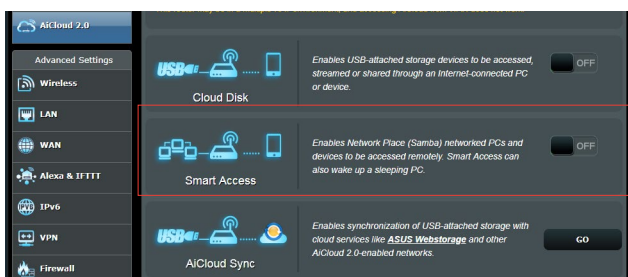 AiCloud 2.0
Advanced Settings
Wireless
LAN
WAN
Alexa & IFTTT
IPv6
VPN
Firewall
USB
Cloud Disk
Enables USB-attached storage devices to be accessed,
streamed or shared through an Internet-connected PC
or device.
OFF
Smart Access
Enables Network Place (Samba) networked PCs and
devices to be accessed remotely. Smart Access can
also wake up a sleeping PC.
OFF
USB
AiCloud Sync
Enables synchronization of USB-attached storage with
cloud services like ASUS Webstorage and other
AiCloud 2.0-enabled networks.
GO